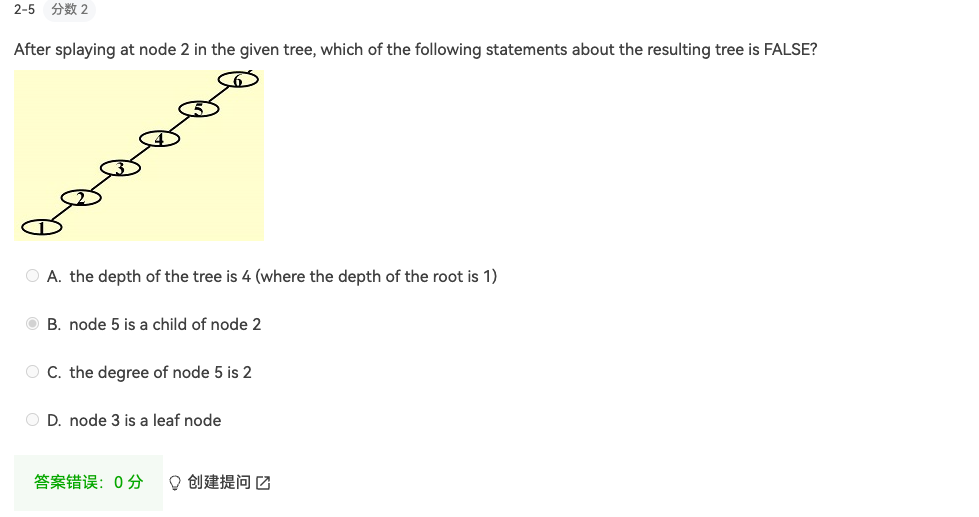 2-5 分数 2
After splaying at node 2 in the given tree, which of the following statements about the resulting tree is FALSE?
6
5
4
3
2
1
A. the depth of the tree is 4 (where the depth of the root is 1)
B. node 5 is a child of node 2
C. the degree of node 5 is 2
D. node 3 is a leaf node
答案错误：0 分 创建提问